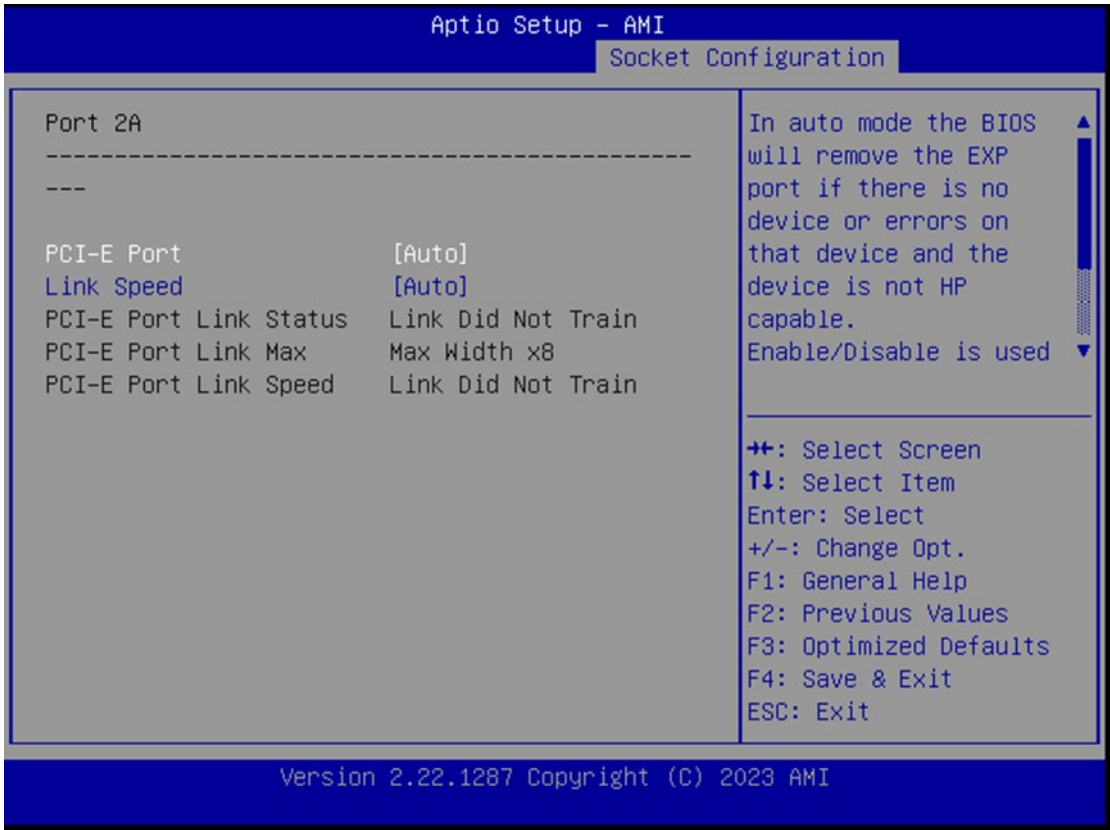 Aptio Setup – AMI
Socket Configuration
Port 2A
-----------------------------------------------
---
PCI-E Port [Auto]
Link Speed [Auto]
PCI-E Port Link Status Link Did Not Train
PCI-E Port Link Max Max Width x8
PCI-E Port Link Speed Link Did Not Train
In auto mode the BIOS
will remove the EXP
port if there is no
device or errors on
that device and the
device is not HP
capable.
Enable/Disable is used
→←: Select Screen
↑↓: Select Item
Enter: Select
+/-: Change Opt.
F1: General Help
F2: Previous Values
F3: Optimized Defaults
F4: Save & Exit
ESC: Exit
Version 2.22.1287 Copyright (C) 2023 AMI